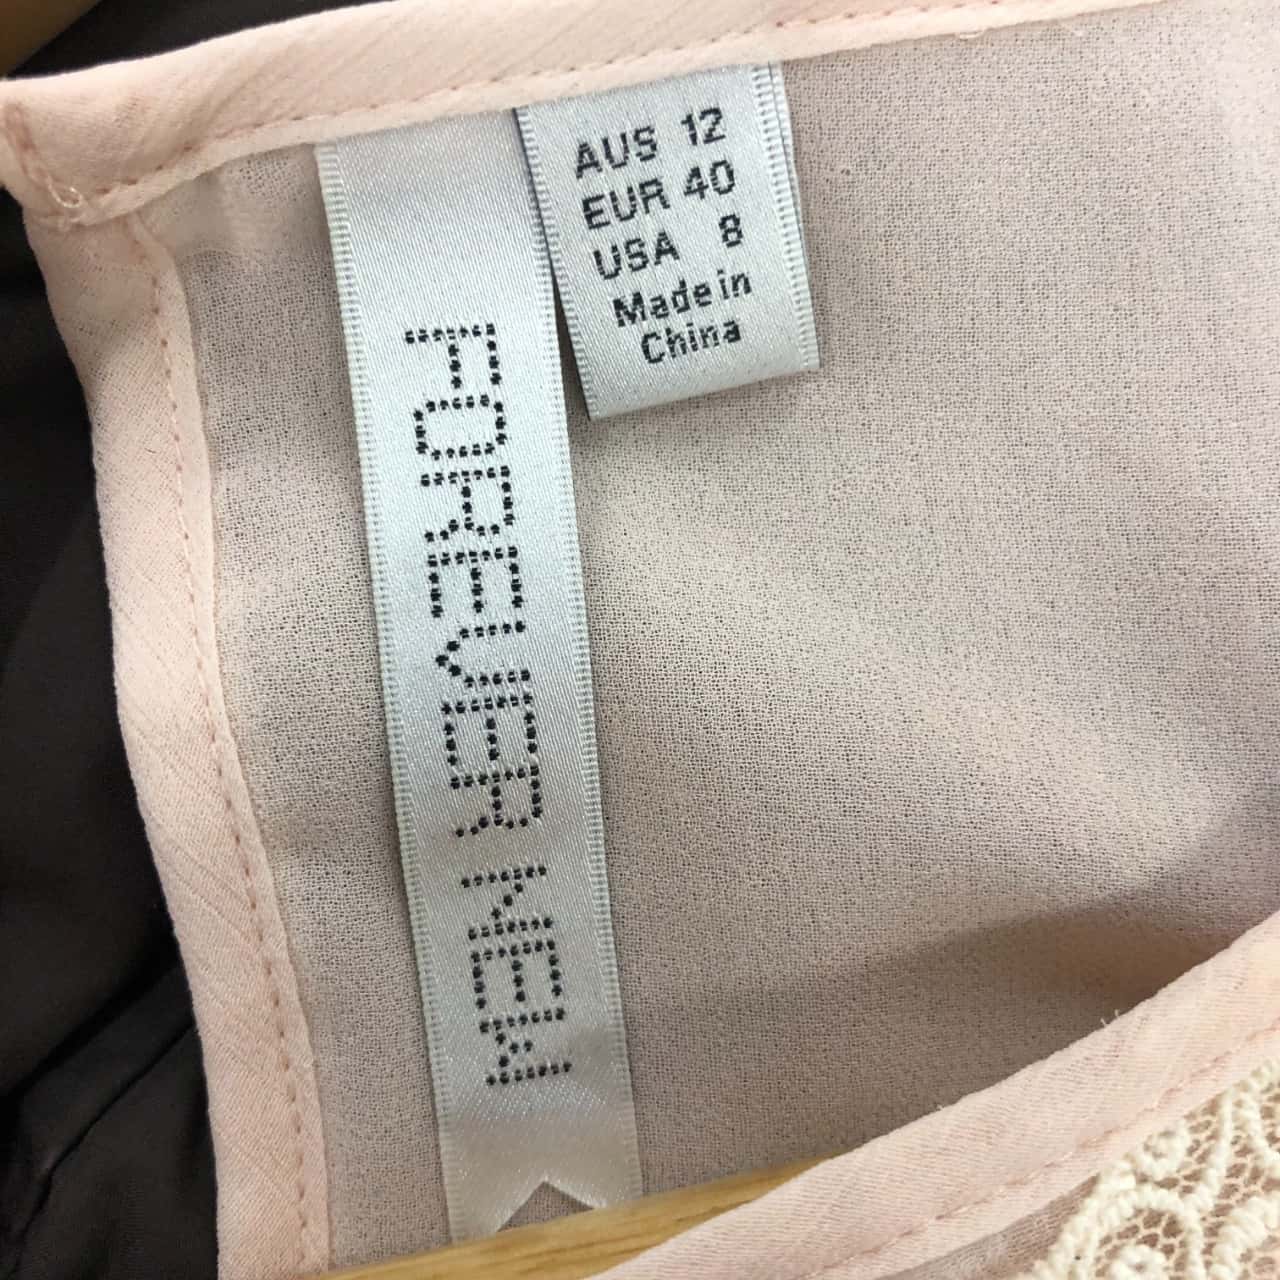 AUS 12
EUR 40
USA 8
Made in
China
FOREVER NEW